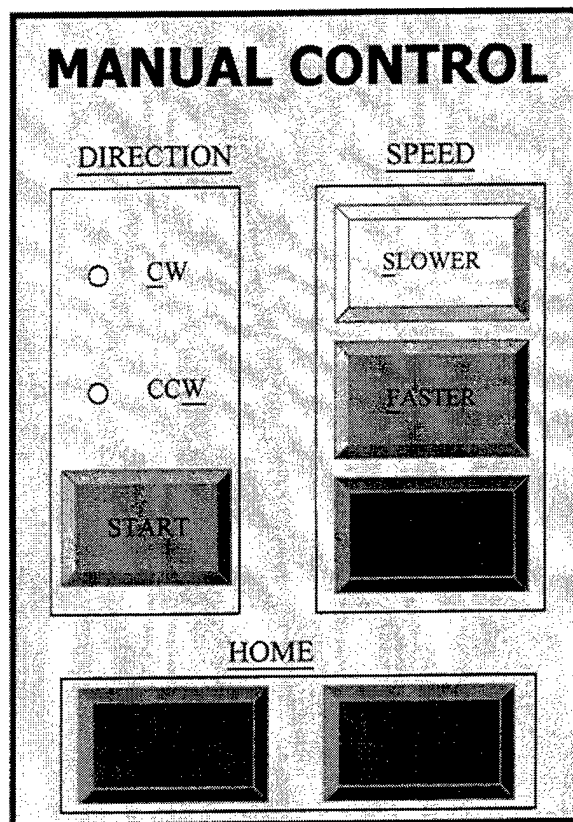 MANUAL CONTROL
DIRECTION
CW
CCW
START
SPEED
SLOWER
FASTER
HOME